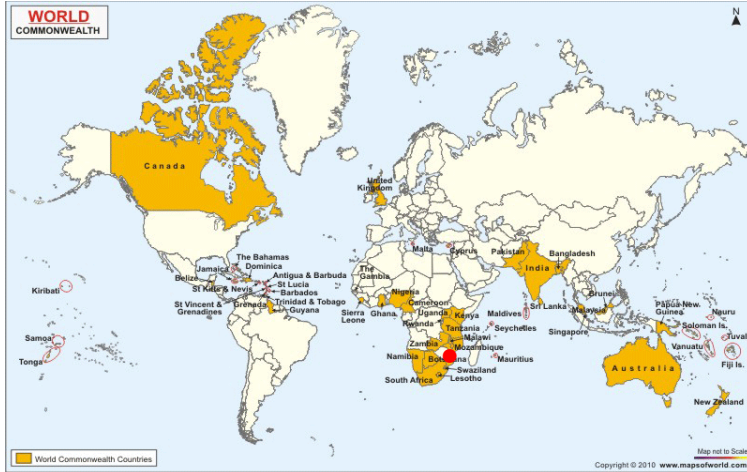 WORLD
COMMONWEALTH
N
Canada
United
Kingdom
The Bahamas
Jamaica
Dominica
Belize
Antigua & Barbuda
St Kitts & Nevis
St Lucia
Barbados
St Vincent &
Grenadines
Grenada
Trinidad & Tobago
Guyana
Kiribati
Samoa
Tonga
Malta
Cyprus
Pakistan
Bangladesh
India
The
Gambia
Nigeria
Cameroon
Sierra
Leone
Ghana
Uganda
Kenya
Rwanda
Tanzania
Maldives
Sri Lanka
Seychelles
Malawi
Zambia
Mozambique
Namibia
Mauritius
Swaziland
South Africa
Lesotho
Brunei
Malaysia
Singapore
Papua New
Guinea
Nauru
Soloman Is.
Tuval
Vanuatu
Fiji Is.
Australia
New Zealand
World Commonwealth Countries
Map not to Scale
Copyright © 2010 www.mapsofworld.com